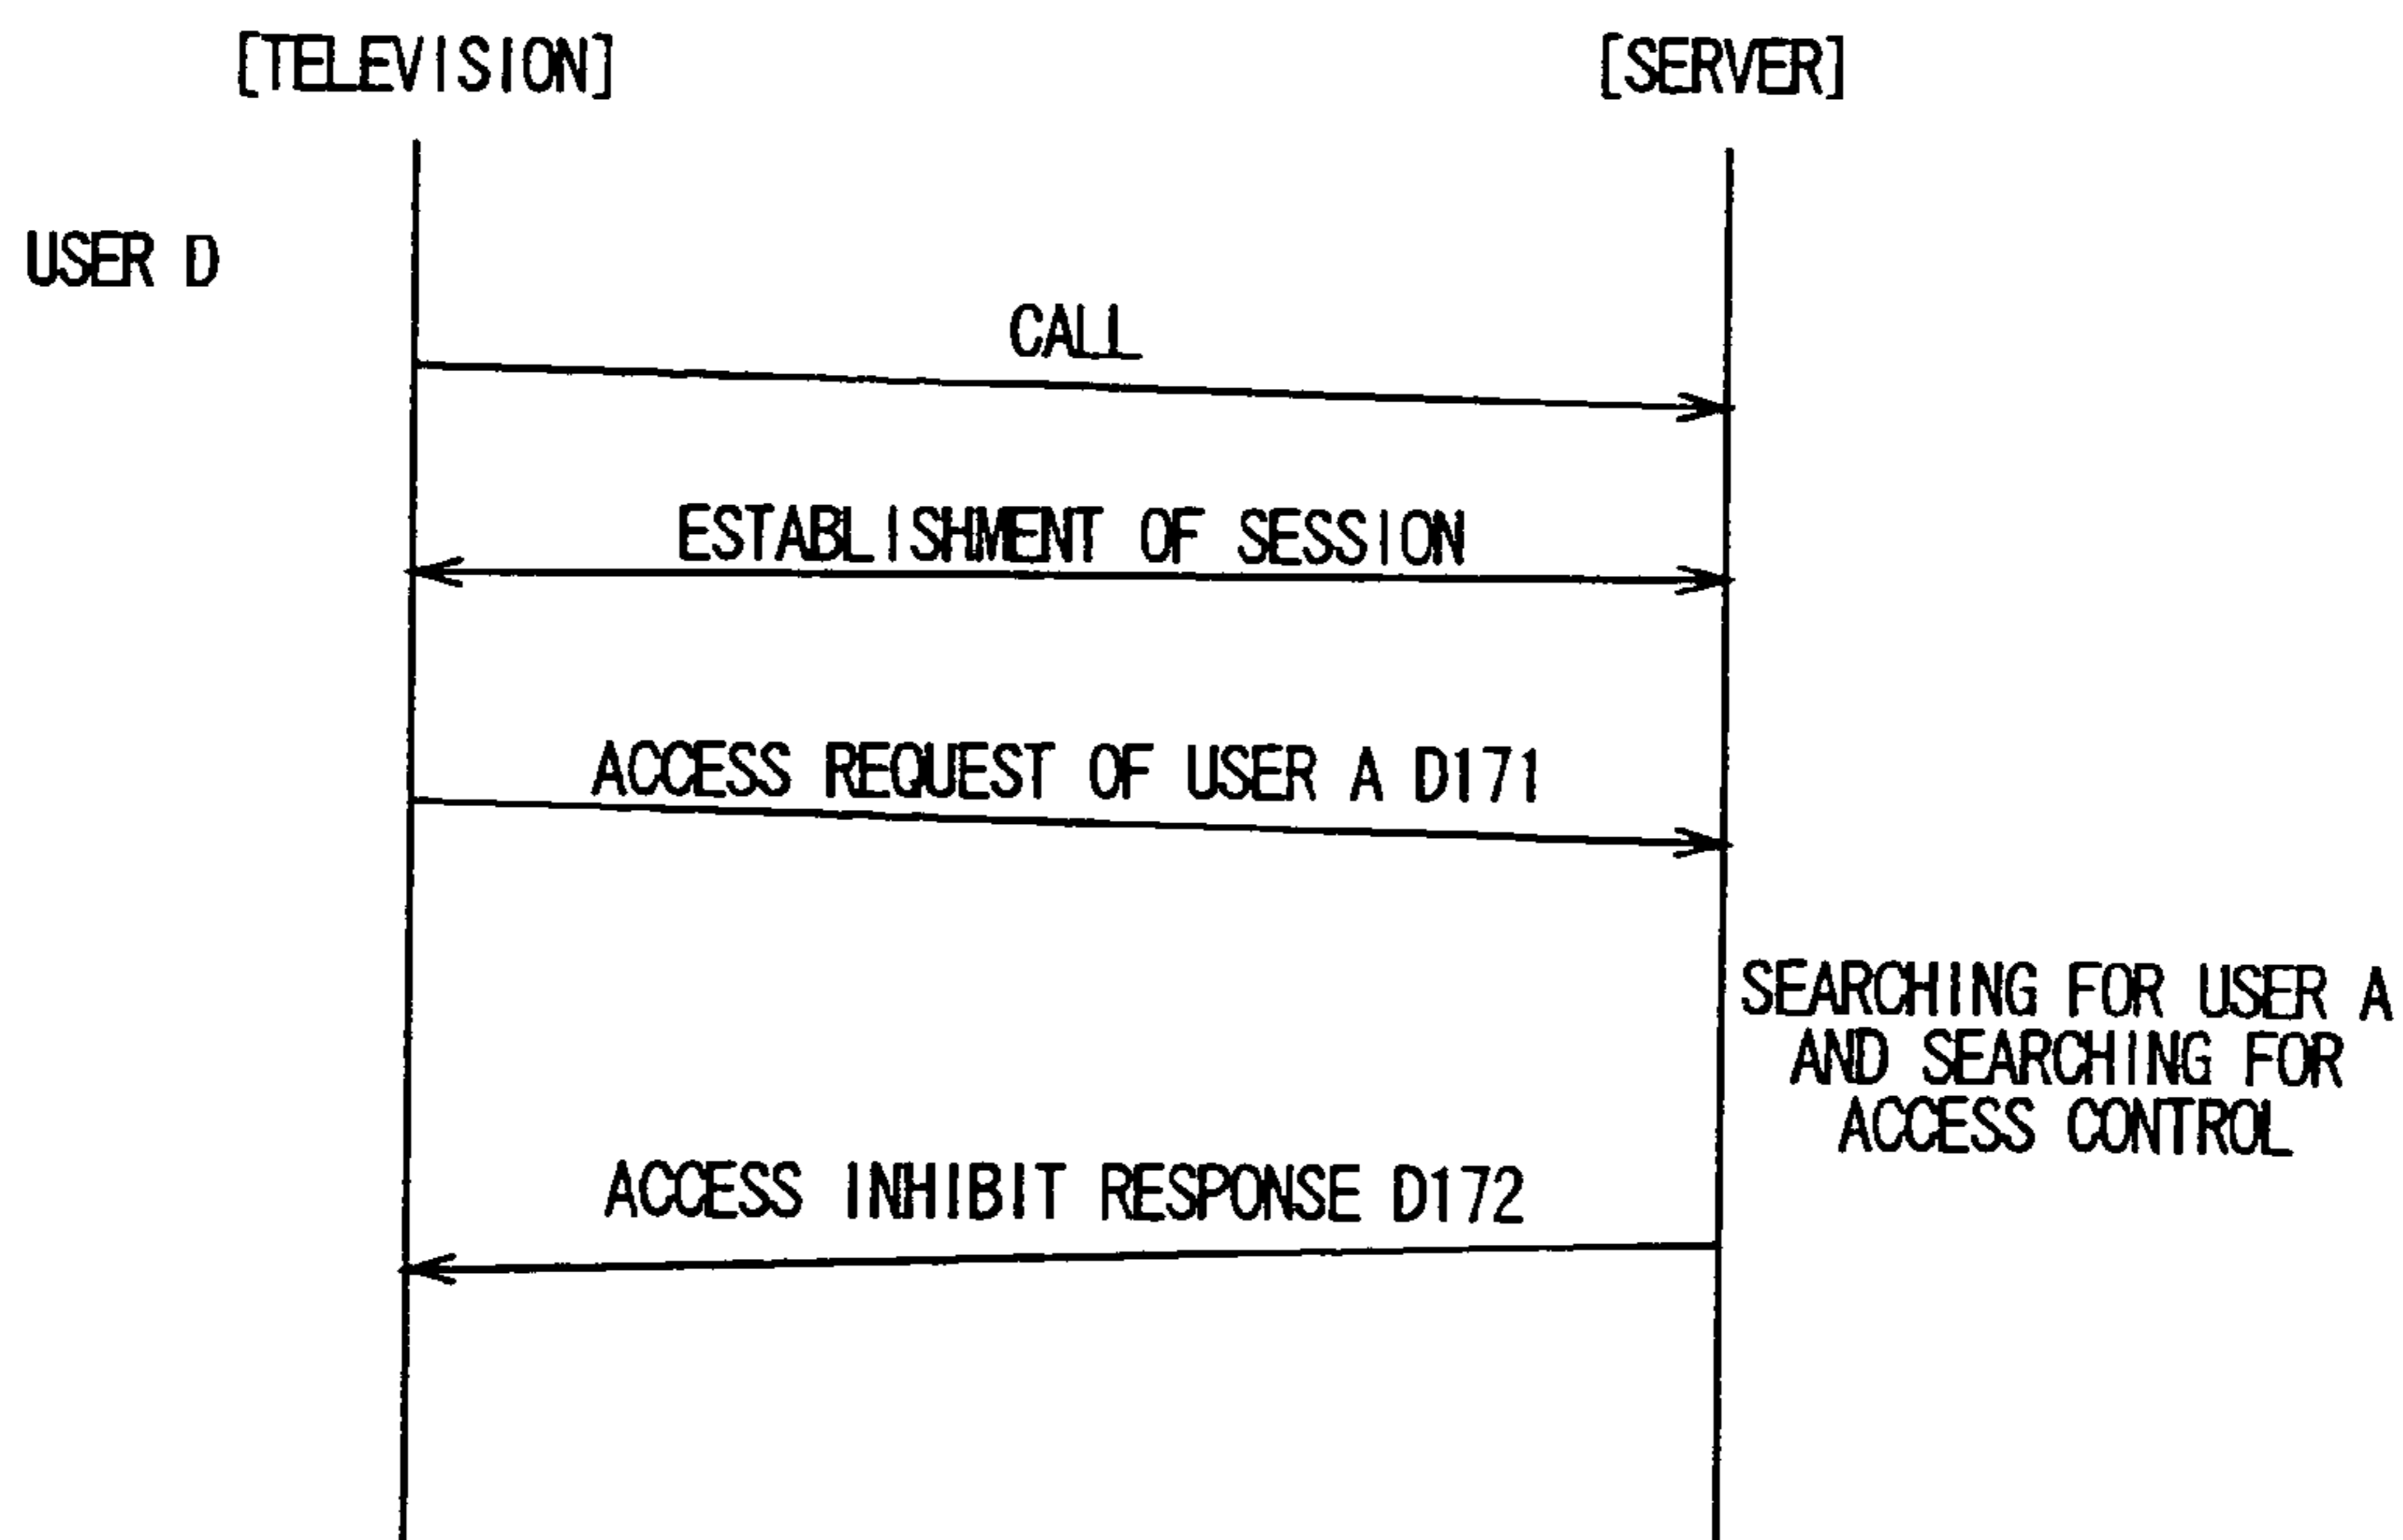 [TELEVISION]
[SERVER]
USER D
CALL
ESTABLISHMENT OF SESSION
ACCESS REQUEST OF USER A D171
SEARCHING FOR USER A
AND SEARCHING FOR
ACCESS CONTROL
ACCESS INHIBIT RESPONSE D172